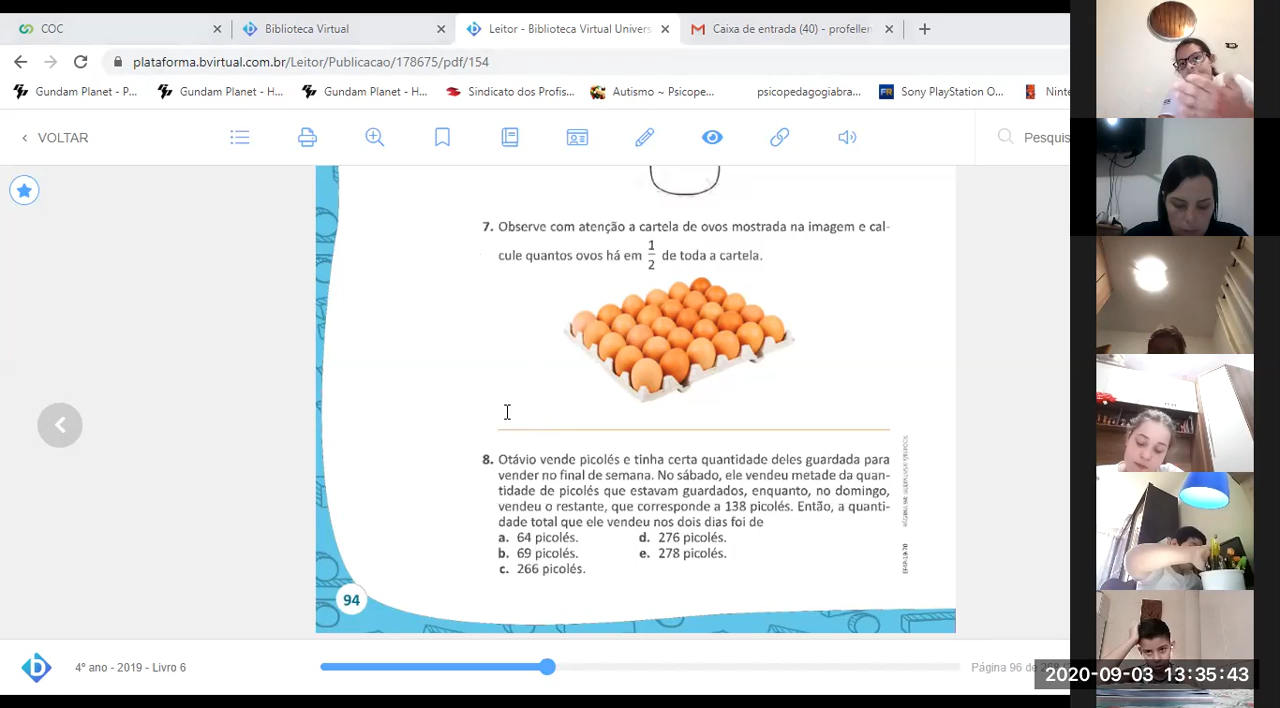 COC
Biblioteca Virtual
Leitor - Biblioteca Virtual Univers
Caixa de entrada (40) - profeller
plataforma.bvirtual.com.br/Leitor/Publicacao/178675/pdf/154
Gundam Planet - P...
Gundam Planet - H...
Gundam Planet - H...
Sindicato dos Profis...
Autismo ~ Psicope...
psicopedagogiabra...
Sony PlayStation O...
Ninte
VOLTAR
Pesquis
7. Observe com atenção a cartela de ovos mostrada na imagem e cal-
cule quantos ovos há em 1/2 de toda a cartela.
8. Otávio vende picolés e tinha certa quantidade deles guardada para
vender no final de semana. No sábado, ele vendeu metade da quan-
tidade de picolés que estavam guardados, enquanto, no domingo,
vendeu o restante, que corresponde a 138 picolés. Então, a quanti-
dade total que ele vendeu nos dois dias foi de
a. 64 picolés.
b. 69 picolés.
c. 266 picolés.
d. 276 picolés.
e. 278 picolés.
94
4º ano - 2019 - Livro 6
Página 96 de
2020-09-03 13:35:43